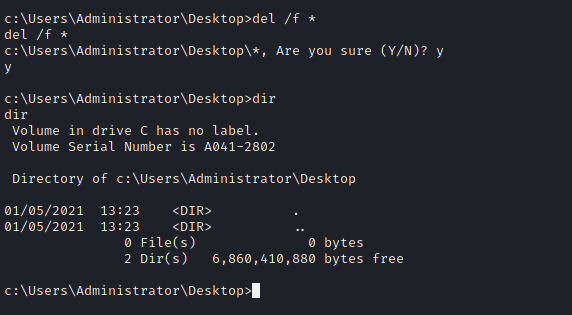 c:\Users\Administrator\Desktop>del /f *
del /f *
c:\Users\Administrator\Desktop\*, Are you sure (Y/N)? y
y
c:\Users\Administrator\Desktop>dir
dir
 Volume in drive C has no label.
 Volume Serial Number is A041-2802
 Directory of c:\Users\Administrator\Desktop
01/05/2021  13:23    <DIR>          .
01/05/2021  13:23    <DIR>          ..
               0 File(s)              0 bytes
               2 Dir(s)   6,860,410,880 bytes free
c:\Users\Administrator\Desktop>